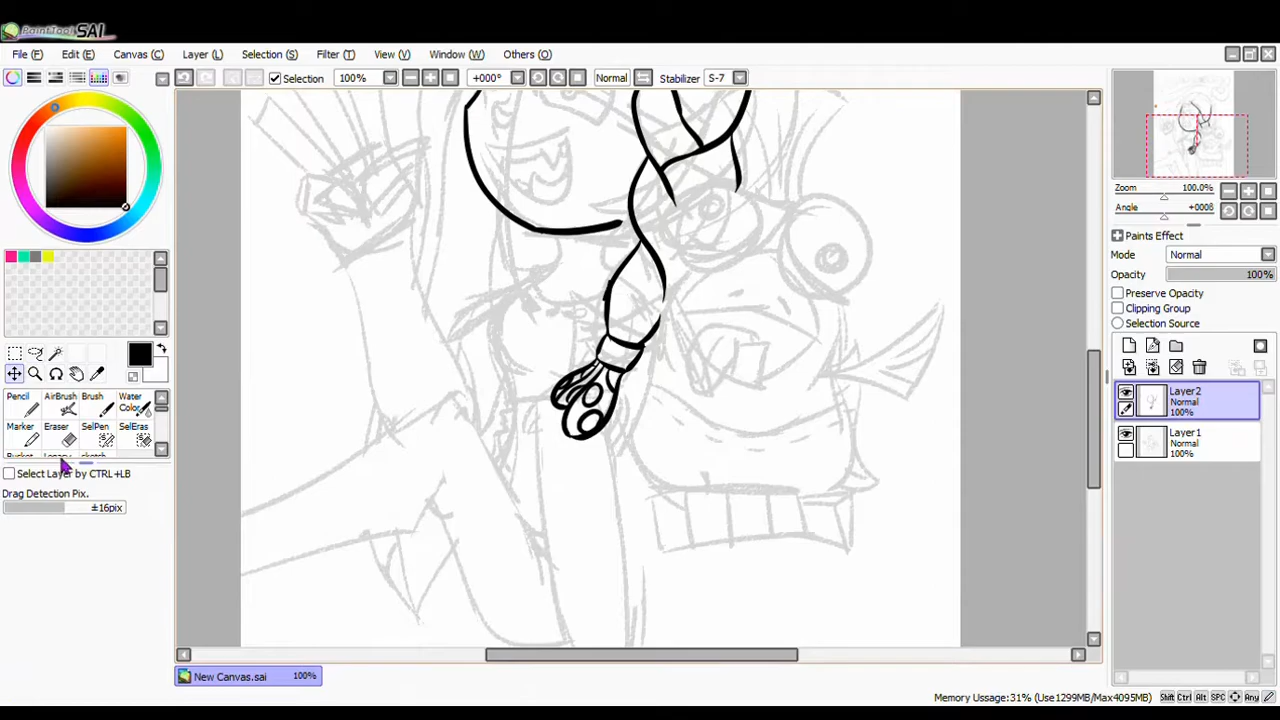 PaintTool SAI
File (F) Edit (E) Canvas (C) Layer (L) Selection (S) Filter (T) View (V) Window (W) Others (O)
Selection 100% +000° Normal Stabilizer S-7
Zoom 100.0%
Angle +0008
Paints Effect
Mode Normal
Opacity 100%
Preserve Opacity
Clipping Group
Selection Source
Pencil AirBrush Brush Water Color
Marker Eraser SelPen SelEras
Bucket Legacy sketch
Select Layer by CTRL+LB
Drag Detection Pix.
±16pix
Layer2
Normal
100%
Layer1
Normal
100%
New Canvas.sai 100%
Memory Ussage:31% (Use1299MB/Max4095MB) Shift Ctrl Alt SPC Any